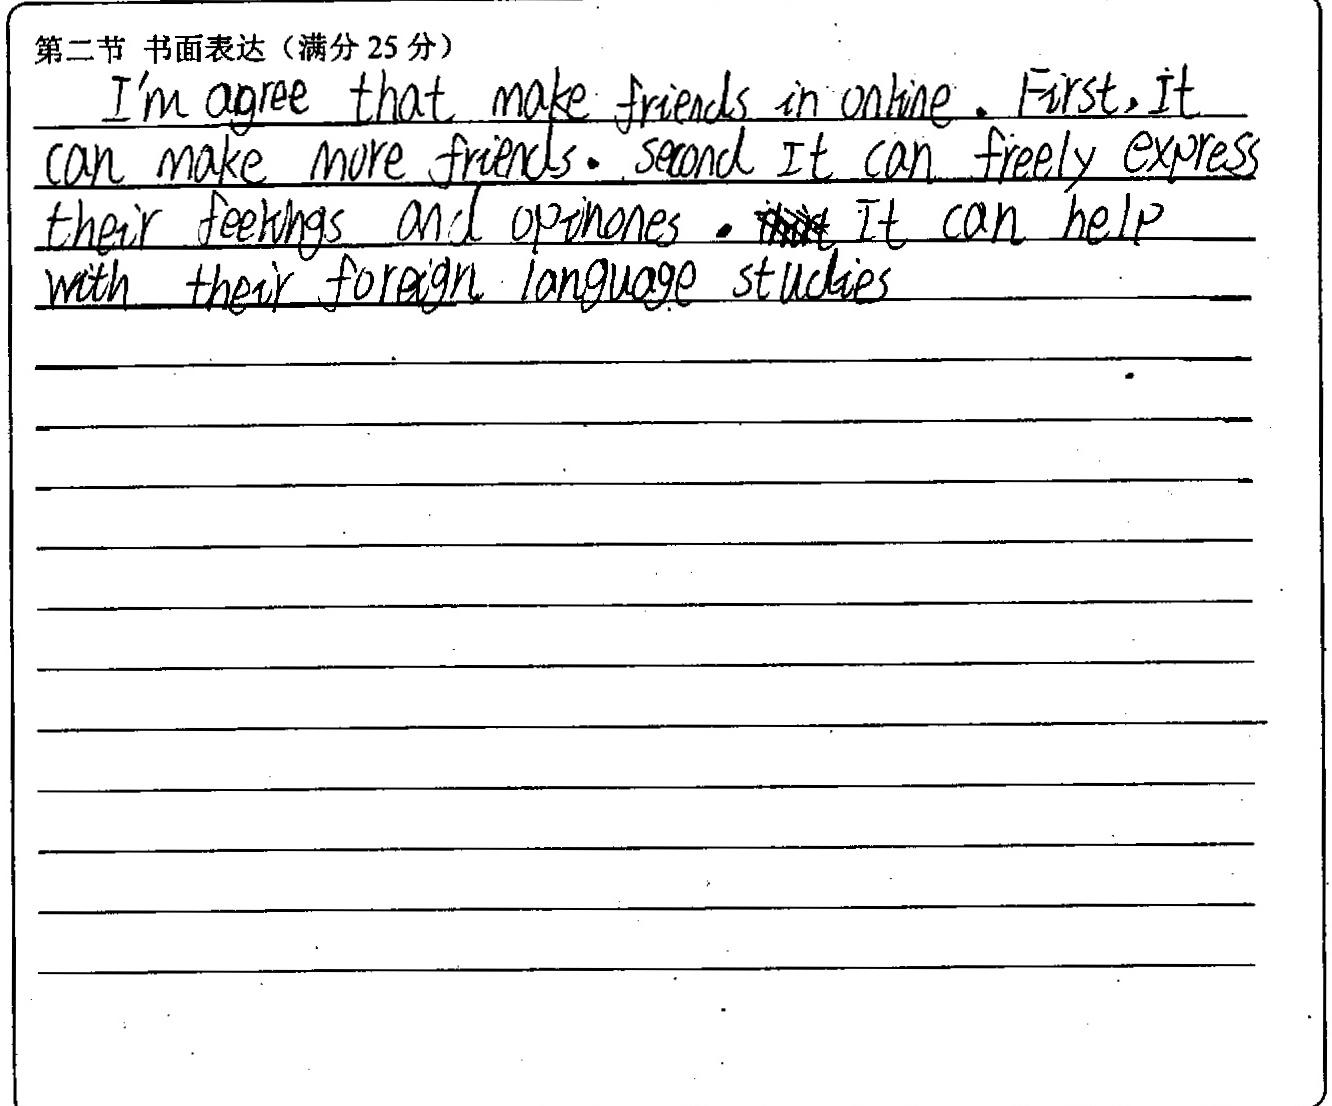 第二节 书面表达（满分 25 分）
I'm agree that make friends in online. First, It
can make more friends. second It can freely express
their feelings and opinones. It can help
with their foreign language studies